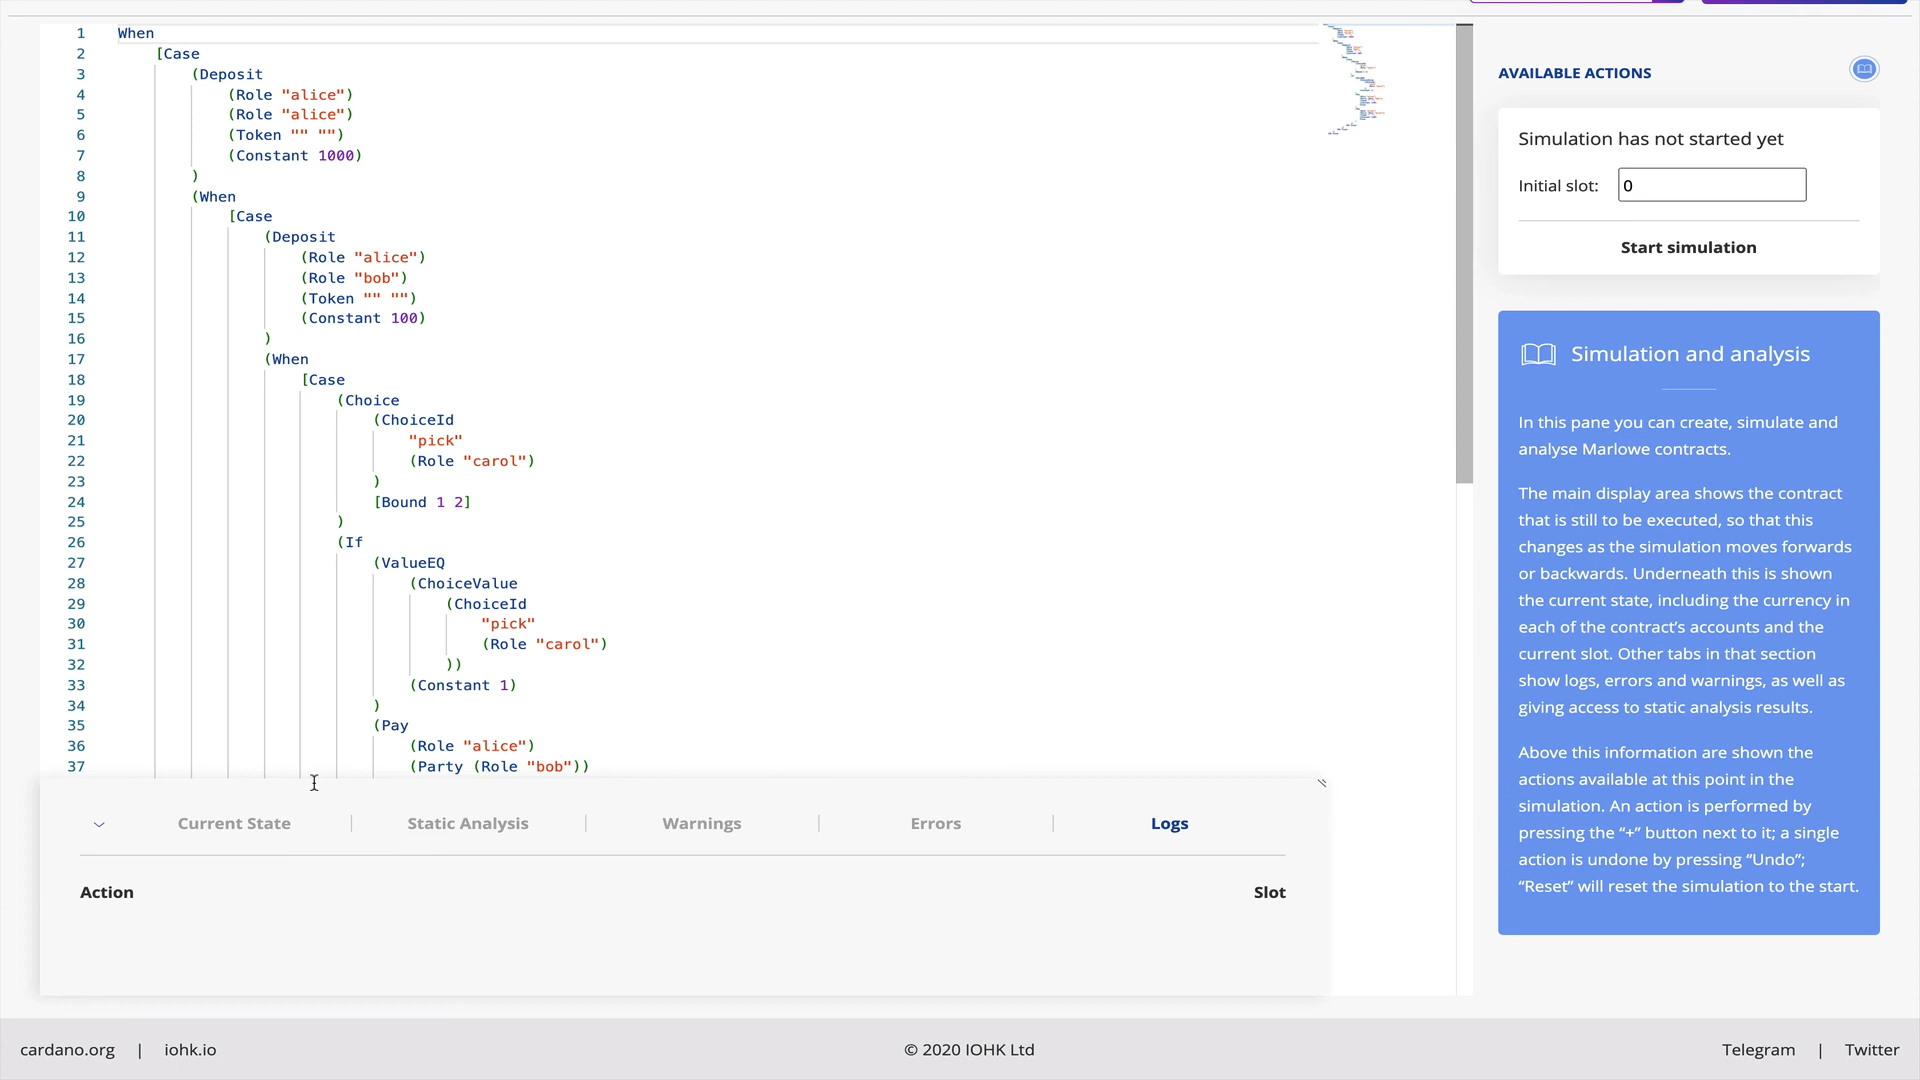 1 When
2 [Case
3 (Deposit
4 (Role "alice")
5 (Role "alice")
6 (Token "" "")
7 (Constant 1000)
8 )
9 (When
10 [Case
11 (Deposit
12 (Role "alice")
13 (Role "bob")
14 (Token "" "")
15 (Constant 100)
16 )
17 (When
18 [Case
19 (Choice
20 (ChoiceId
21 "pick"
22 (Role "carol")
23 )
24 [Bound 1 2]
25 )
26 (If
27 (ValueEQ
28 (ChoiceValue
29 (ChoiceId
30 "pick"
31 (Role "carol")
32 ))
33 (Constant 1)
34 )
35 (Pay
36 (Role "alice")
37 (Party (Role "bob"))
Current State | Static Analysis | Warnings | Errors | Logs
Action Slot
AVAILABLE ACTIONS
Simulation has not started yet
Initial slot: 0
Start simulation
Simulation and analysis
In this pane you can create, simulate and
analyse Marlowe contracts.
The main display area shows the contract
that is still to be executed, so that this
changes as the simulation moves forwards
or backwards. Underneath this is shown
the current state, including the currency in
each of the contract’s accounts and the
current slot. Other tabs in that section
show logs, errors and warnings, as well as
giving access to static analysis results.
Above this information are shown the
actions available at this point in the
simulation. An action is performed by
pressing the “+” button next to it; a single
action is undone by pressing “Undo”;
“Reset” will reset the simulation to the start.
cardano.org | iohk.io © 2020 IOHK Ltd Telegram | Twitter